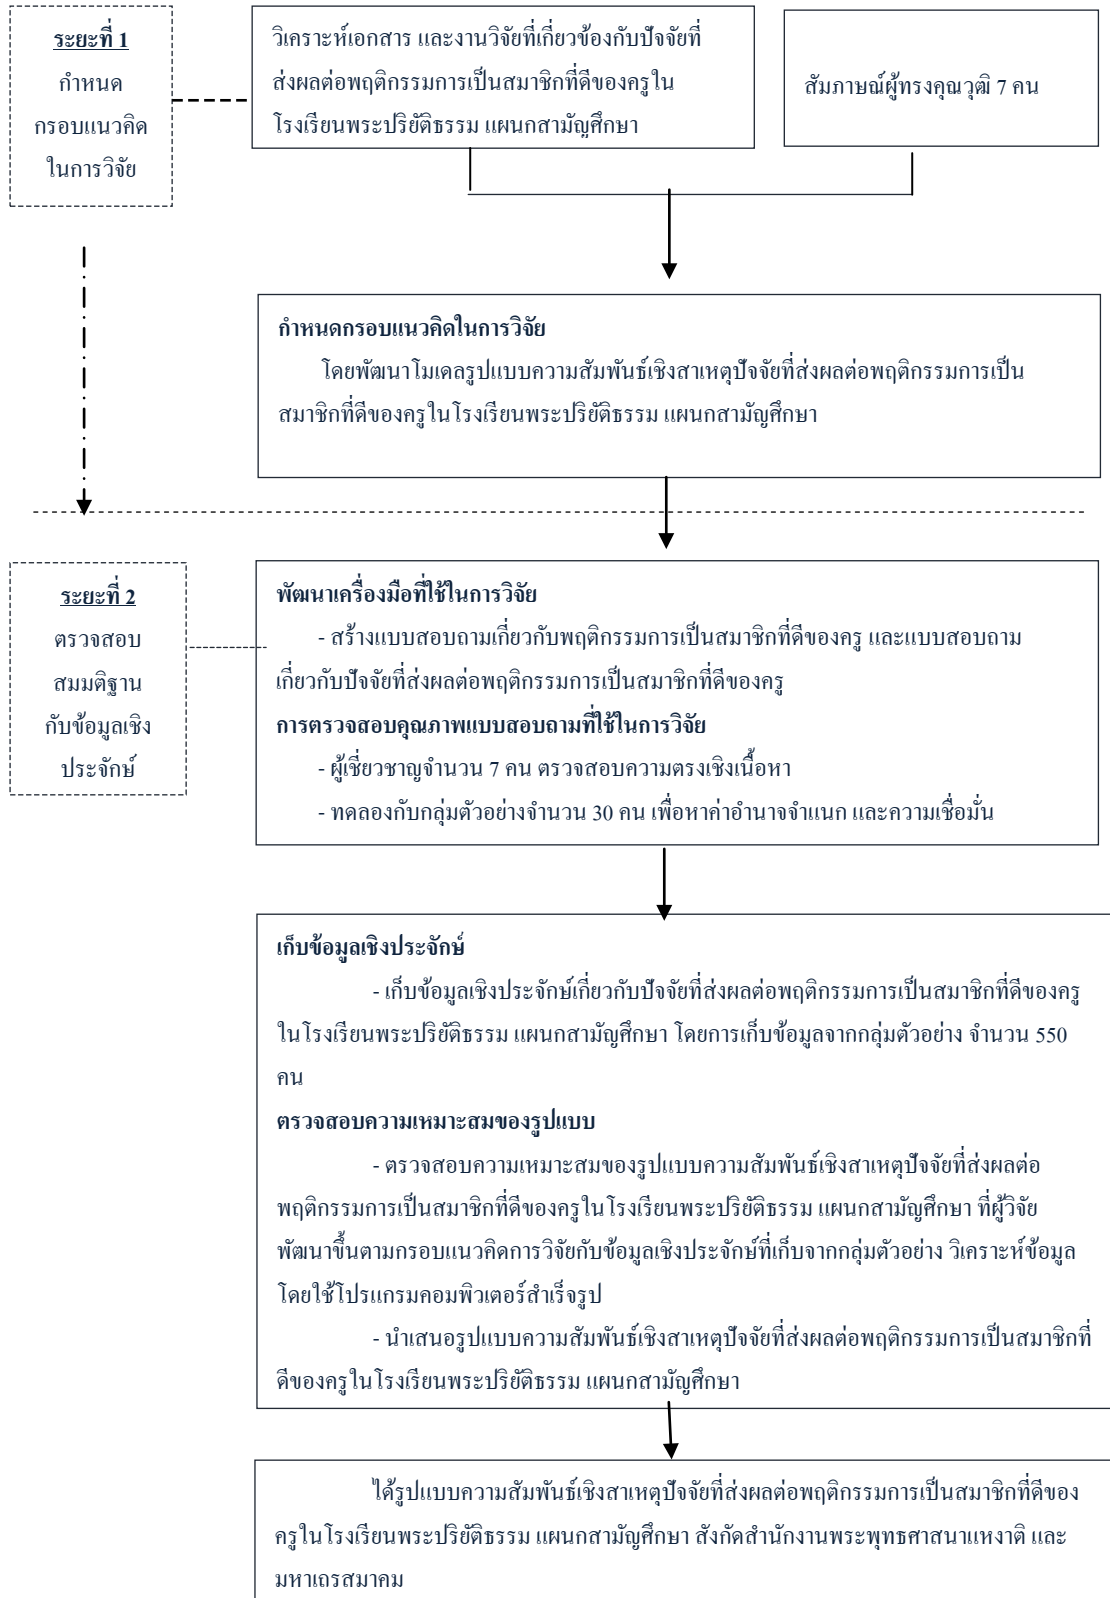 ระยะที่ 1
กำหนด
กรอบแนวคิด
ในการวิจัย
วิเคราะห์เอกสาร และงานวิจัยที่เกี่ยวข้องกับปัจจัยที่
ส่งผลต่อพฤติกรรมการเป็นสมาชิกที่ดีของครูใน
โรงเรียนพระปริยัติธรรม แผนกสามัญศึกษา
สัมภาษณ์ผู้ทรงคุณวุฒิ 7 คน
กำหนดกรอบแนวคิดในการวิจัย
โดยพัฒนาโมเดลรูปแบบความสัมพันธ์เชิงสาเหตุปัจจัยที่ส่งผลต่อพฤติกรรมการเป็น
สมาชิกที่ดีของครูในโรงเรียนพระปริยัติธรรม แผนกสามัญศึกษา
ระยะที่ 2
ตรวจสอบ
สมมติฐาน
กับข้อมูลเชิง
ประจักษ์
พัฒนาเครื่องมือที่ใช้ในการวิจัย
- สร้างแบบสอบถามเกี่ยวกับพฤติกรรมการเป็นสมาชิกที่ดีของครู และแบบสอบถาม
เกี่ยวกับปัจจัยที่ส่งผลต่อพฤติกรรมการเป็นสมาชิกที่ดีของครู
การตรวจสอบคุณภาพแบบสอบถามที่ใช้ในการวิจัย
- ผู้เชี่ยวชาญจำนวน 7 คน ตรวจสอบความตรงเชิงเนื้อหา
- ทดลองกับกลุ่มตัวอย่างจำนวน 30 คน เพื่อหาค่าอำนาจจำแนก และความเชื่อมั่น
เก็บข้อมูลเชิงประจักษ์
- เก็บข้อมูลเชิงประจักษ์เกี่ยวกับปัจจัยที่ส่งผลต่อพฤติกรรมการเป็นสมาชิกที่ดีของครู
ในโรงเรียนพระปริยัติธรรม แผนกสามัญศึกษา โดยการเก็บข้อมูลจากกลุ่มตัวอย่าง จำนวน 550
คน
ตรวจสอบความเหมาะสมของรูปแบบ
- ตรวจสอบความเหมาะสมของรูปแบบความสัมพันธ์เชิงสาเหตุปัจจัยที่ส่งผลต่อ
พฤติกรรมการเป็นสมาชิกที่ดีของครูในโรงเรียนพระปริยัติธรรม แผนกสามัญศึกษา ที่ผู้วิจัย
พัฒนาขึ้นตามกรอบแนวคิดการวิจัยกับข้อมูลเชิงประจักษ์ที่เก็บจากกลุ่มตัวอย่าง วิเคราะห์ข้อมูล
โดยใช้โปรแกรมคอมพิวเตอร์สำเร็จรูป
- นำเสนอรูปแบบความสัมพันธ์เชิงสาเหตุปัจจัยที่ส่งผลต่อพฤติกรรมการเป็นสมาชิกที่
ดีของครูในโรงเรียนพระปริยัติธรรม แผนกสามัญศึกษา
ได้รูปแบบความสัมพันธ์เชิงสาเหตุปัจจัยที่ส่งผลต่อพฤติกรรมการเป็นสมาชิกที่ดีของ
ครูในโรงเรียนพระปริยัติธรรม แผนกสามัญศึกษา สังกัดสำนักงานพระพุทธศาสนาแหงาติ และ
มหาเถรสมาคม